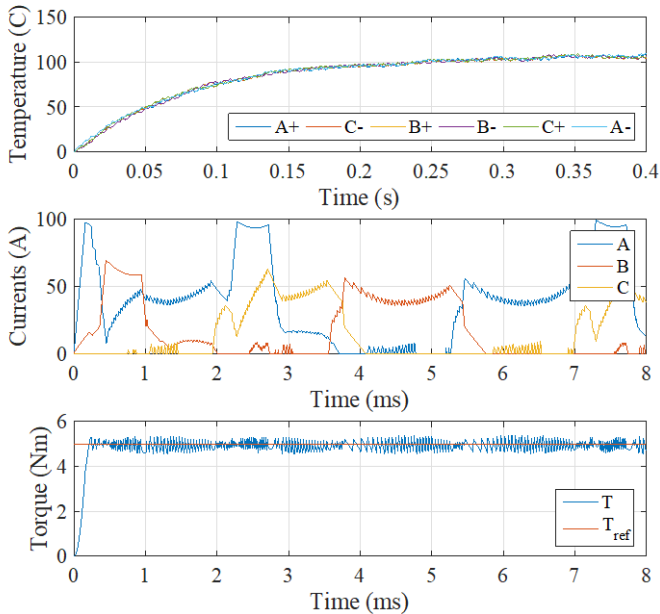 150
100
50
0
Temperature (C)
A+ C- B+ B- C+ A-
0 0.05 0.1 0.15 0.2 0.25 0.3 0.35 0.4
Time (s)
100
50
0
Currents (A)
A
B
C
0 1 2 3 4 5 6 7 8
Time (ms)
6
4
2
0
Torque (Nm)
T
T_ref
0 1 2 3 4 5 6 7 8
Time (ms)